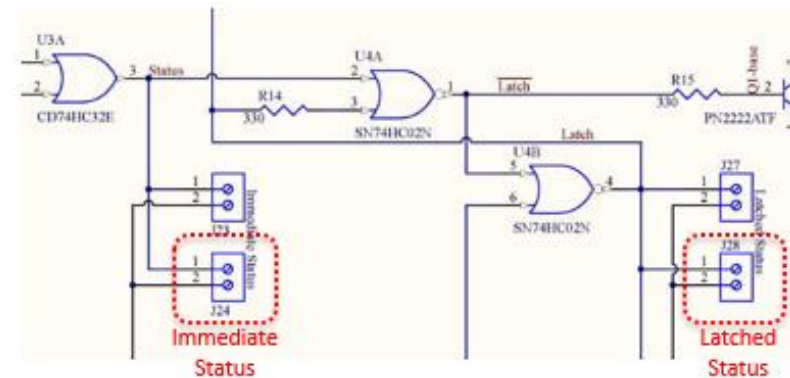 U3A
1
2
3
Status
CD74HC32E
R14
330
U4A
2
3
1
SN74HC02N
Latch
R15
330
Q1-base
2
PN2222ATF
Latch
U4B
5
6
4
SN74HC02N
1
2
J23
Immediate Status
1
2
J24
Immediate
Status
J27
1
2
Latched Status
J28
1
2
Latched
Status